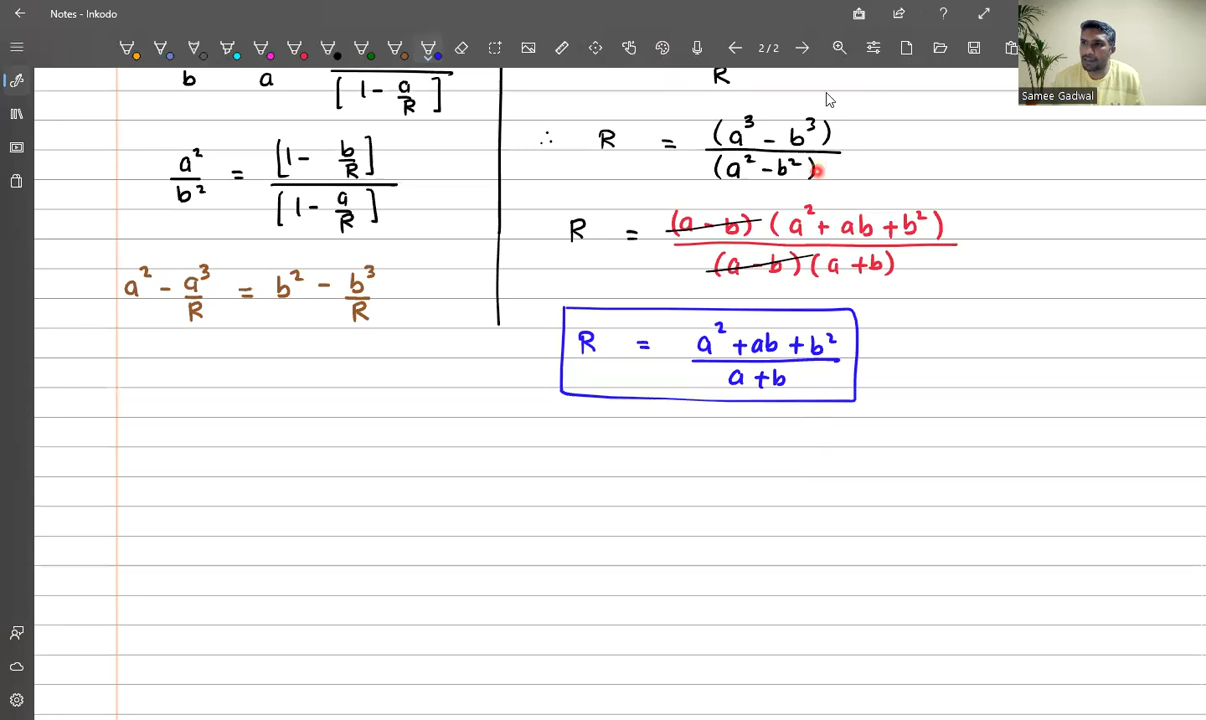 Notes - Inkodo
2/2
Samee Gadwal
b a [1 - a/R]
a²/b² = [1 - b/R]/[1 - a/R]
a² - a³/R = b² - b³/R
R
∴ R = (a³ - b³)/(a² - b²)
R = (a - b)(a² + ab + b²)/(a - b)(a + b)
R = a² + ab + b²/a + b